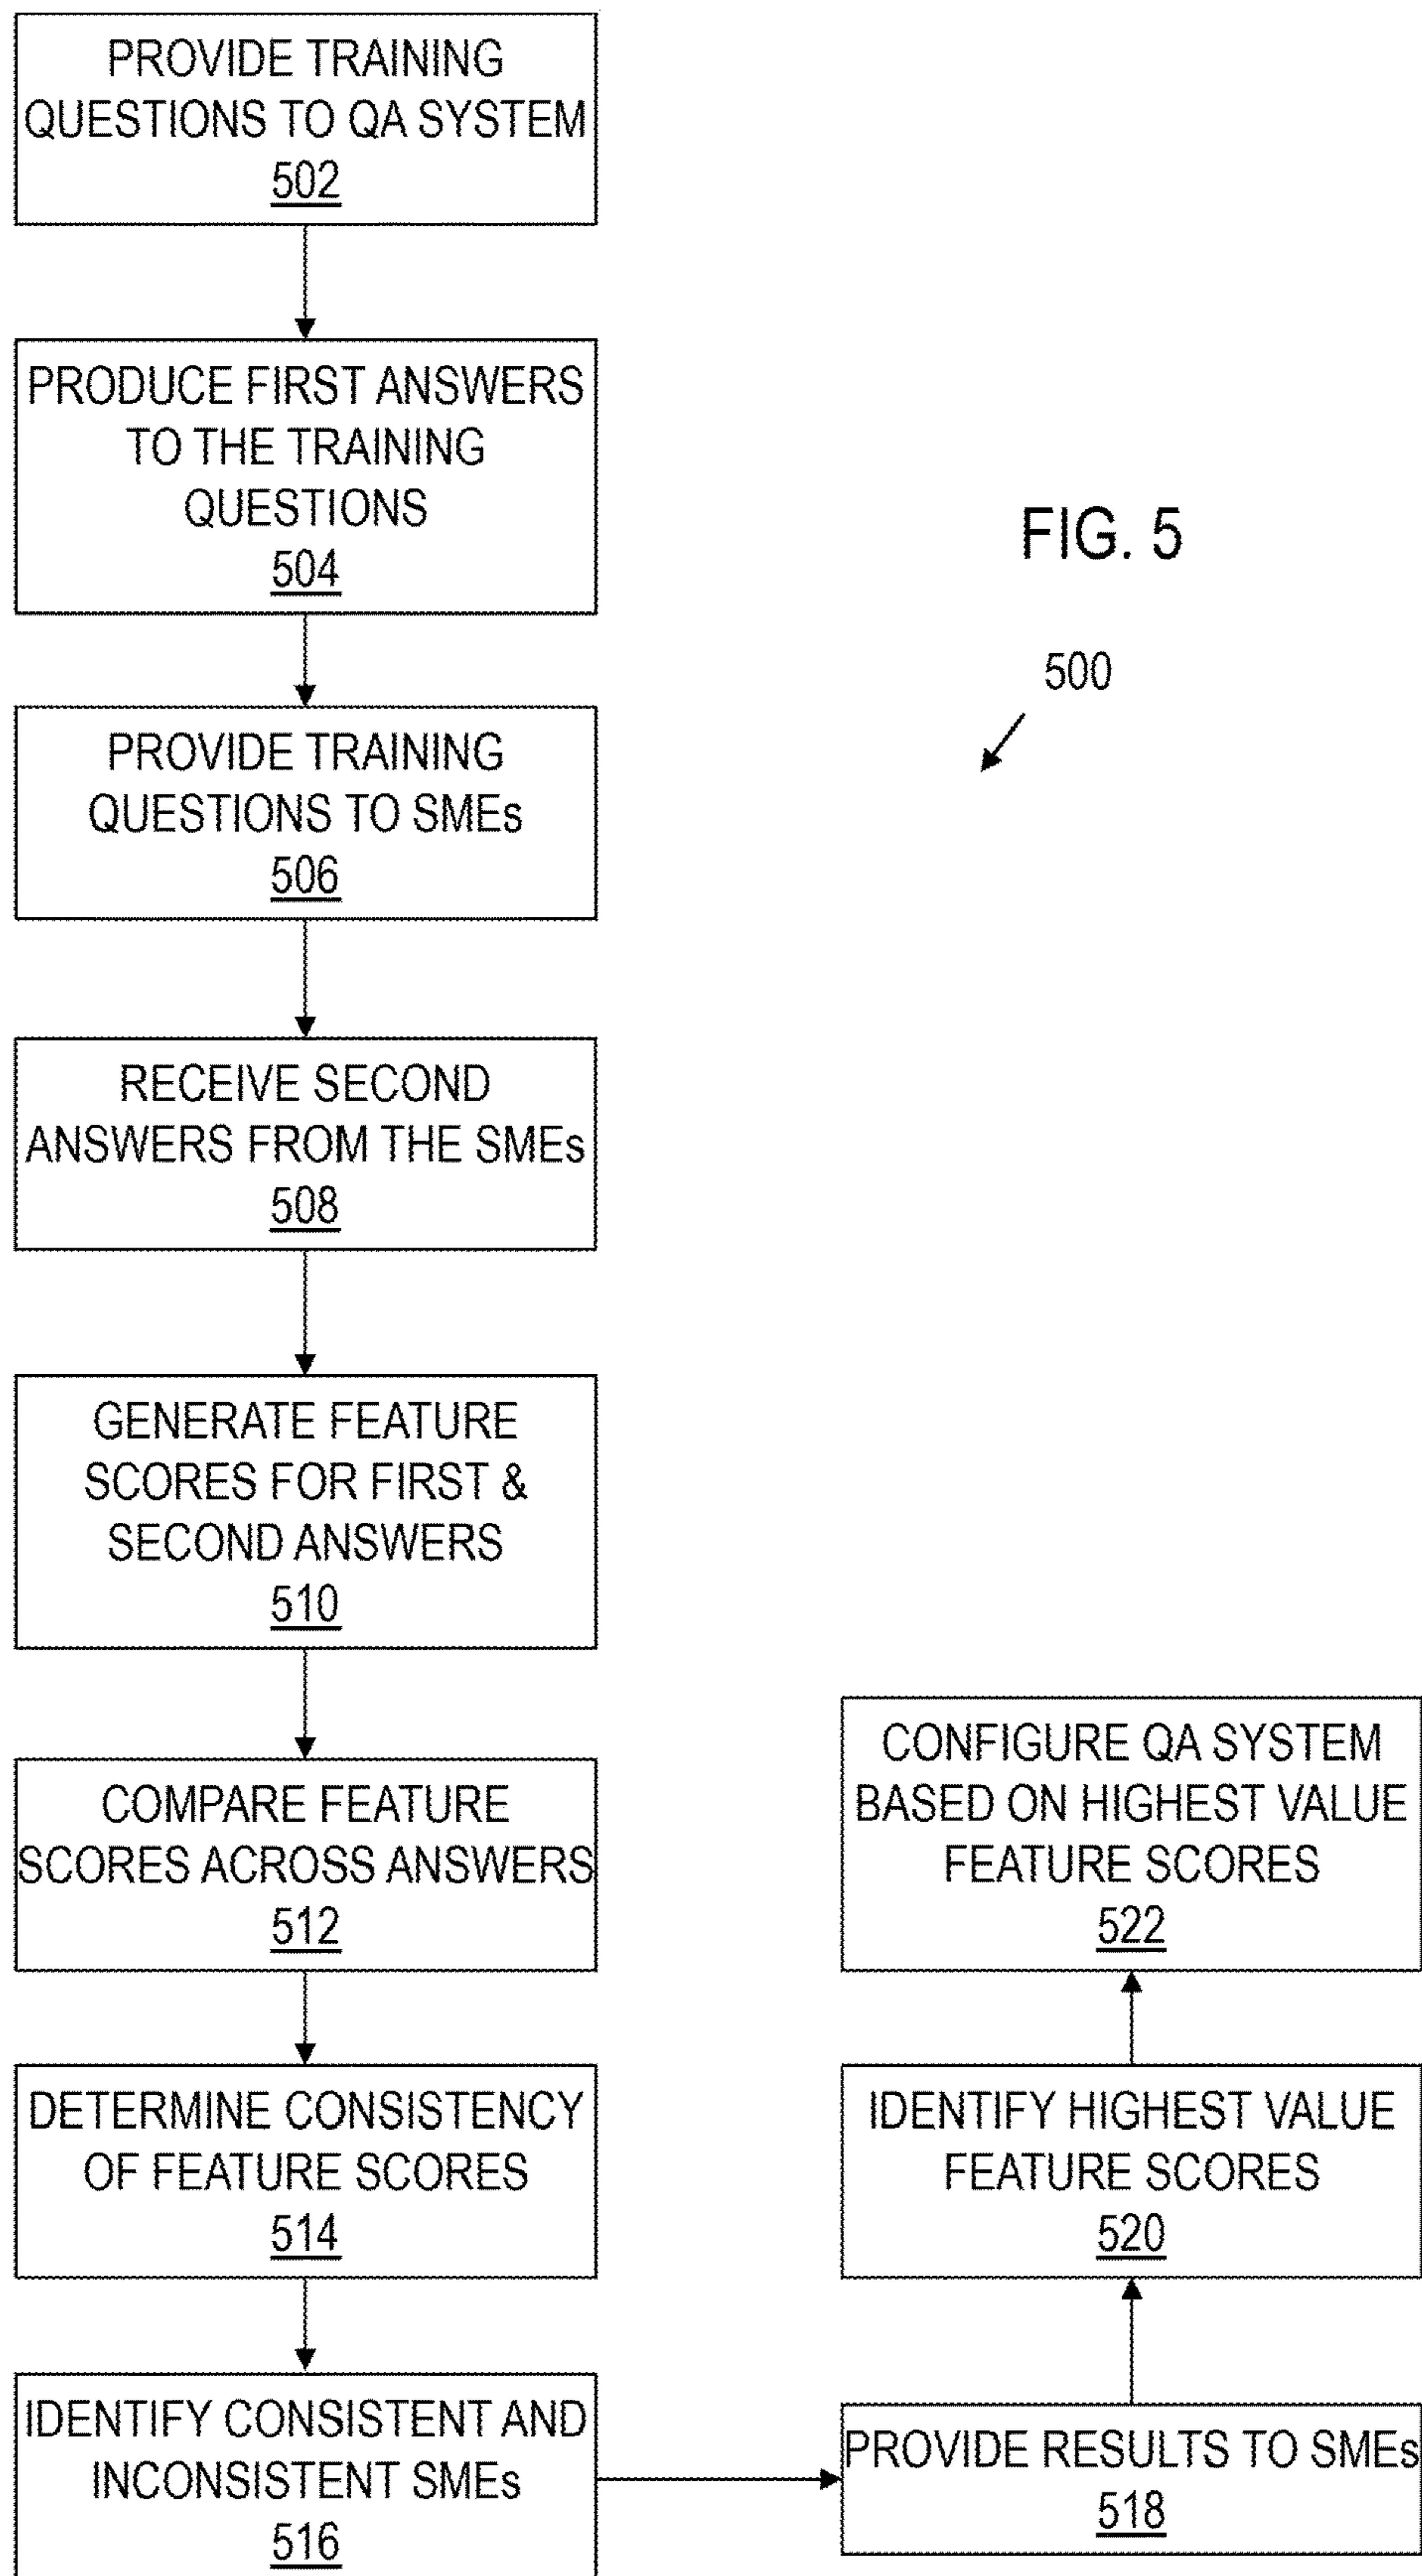 PROVIDE TRAINING
QUESTIONS TO QA SYSTEM
502
PRODUCE FIRST ANSWERS
TO THE TRAINING
QUESTIONS
504
FIG. 5
500
PROVIDE TRAINING
QUESTIONS TO SMEs
506
RECEIVE SECOND
ANSWERS FROM THE SMEs
508
GENERATE FEATURE
SCORES FOR FIRST &
SECOND ANSWERS
510
COMPARE FEATURE
SCORES ACROSS ANSWERS
512
DETERMINE CONSISTENCY
OF FEATURE SCORES
514
IDENTIFY CONSISTENT AND
INCONSISTENT SMEs
516
PROVIDE RESULTS TO SMEs
518
IDENTIFY HIGHEST VALUE
FEATURE SCORES
520
CONFIGURE QA SYSTEM
BASED ON HIGHEST VALUE
FEATURE SCORES
522